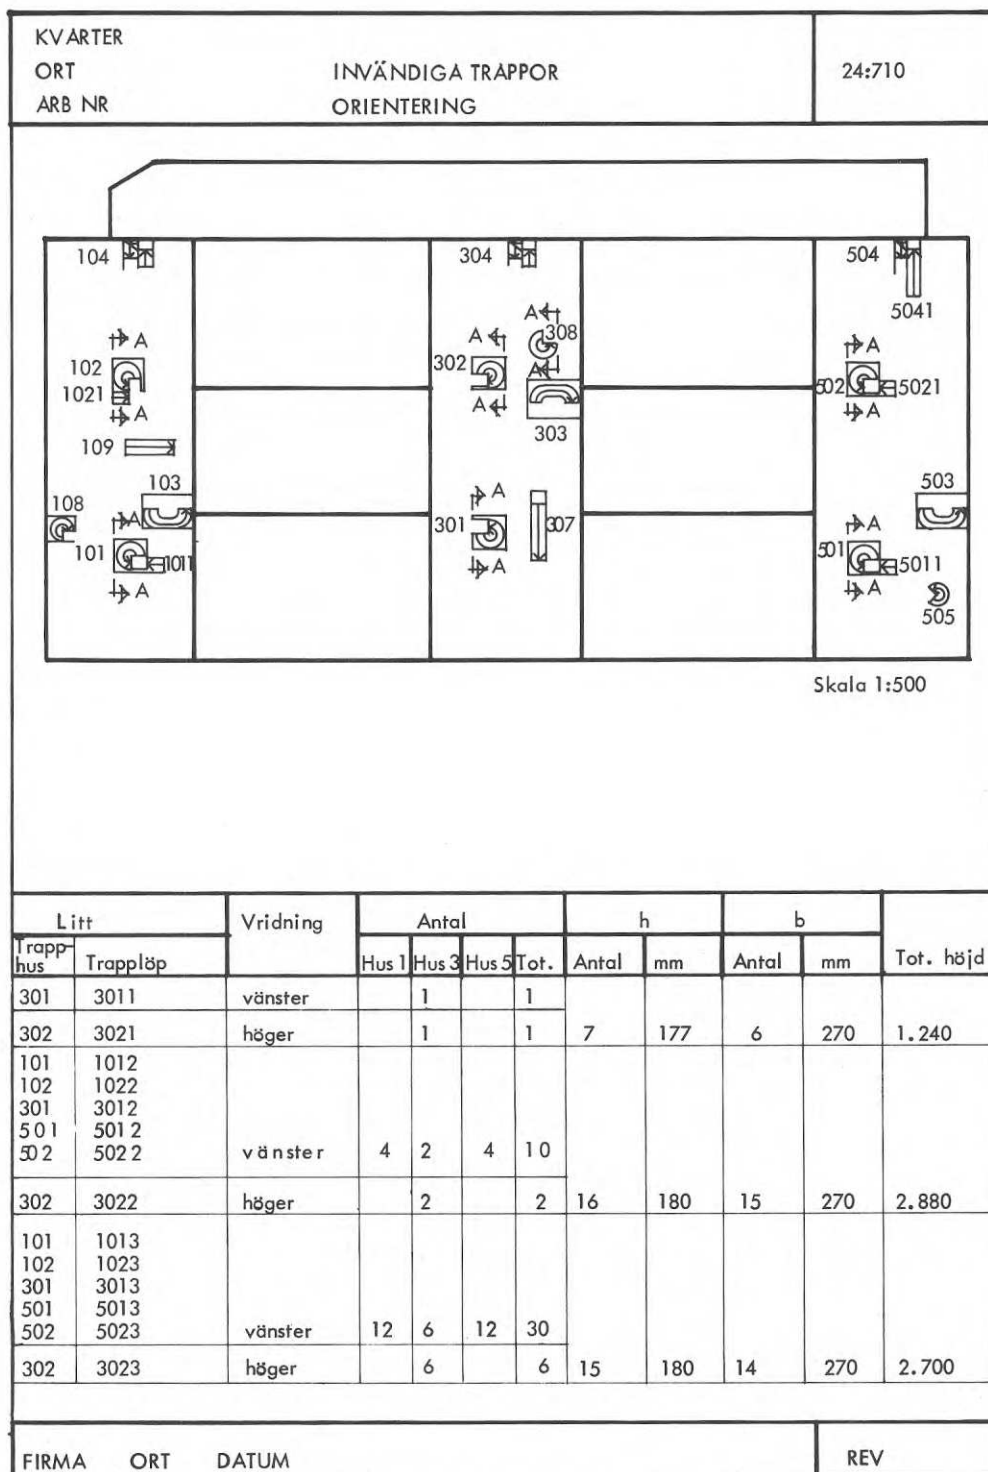 KVARTER
ORT INVÄNDIGA TRAPPOR 24:710
ARB NR ORIENTERING
104 304 504
5041
A A A 308 A
102 302 502 5021
1021
A A A A
303
109
103 503
108
A A A
101 1011 301 307 501 5011
A A A
505
Skala 1:500
Litt Vridning Antal h b
Trapp-
hus Trapplöp Hus 1 Hus 3 Hus 5 Tot. Antal mm Antal mm Tot. höjd
301 3011 vänster 1 1
302 3021 höger 1 1 7 177 6 270 1.240
101 1012
102 1022
301 3012
501 5012
502 5022 vänster 4 2 4 10
302 3022 höger 2 2 16 180 15 270 2.880
101 1013
102 1023
301 3013
501 5013
502 5023 vänster 12 6 12 30
302 3023 höger 6 6 15 180 14 270 2.700
FIRMA ORT DATUM REV